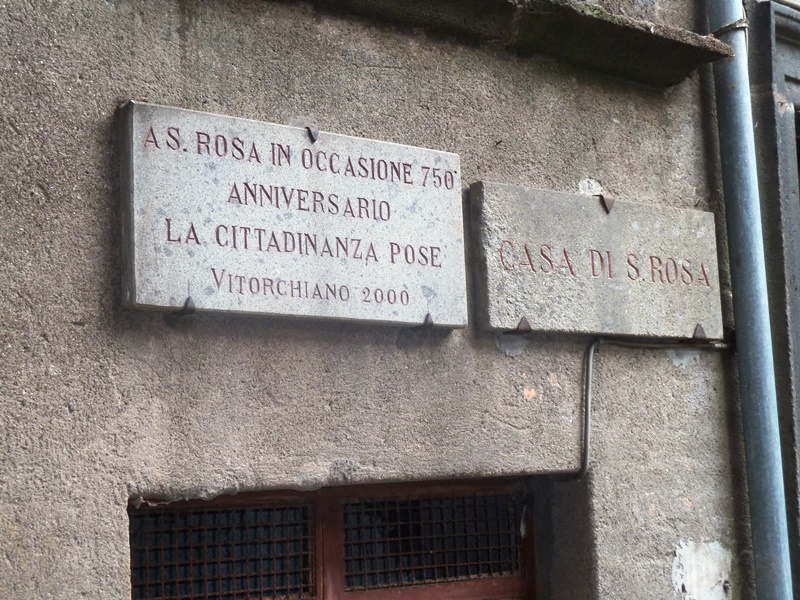 A S. ROSA IN OCCASIONE 750°
ANNIVERSARIO
LA CITTADINANZA POSE
VITORCHIANO 2000
CASA DI S. ROSA